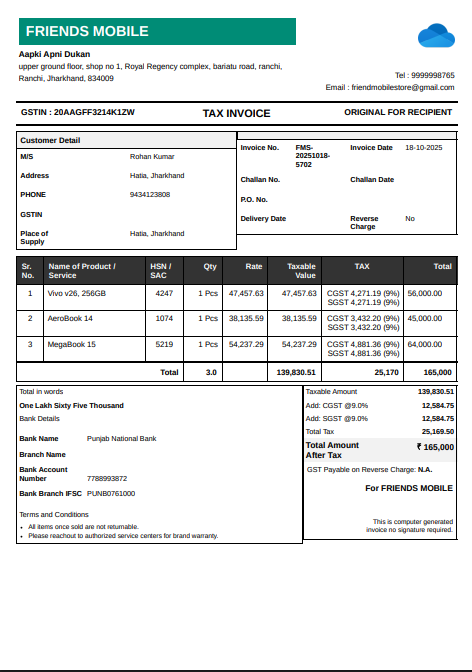 FRIENDS MOBILE
Aapki Apni Dukan
upper ground floor, shop no 1, Royal Regency complex, bariatu road, ranchi,
Ranchi, Jharkhand, 834009
Tel : 9999998765
Email : friendmobilestore@gmail.com
GSTIN : 20AAGFF3214K1ZW TAX INVOICE ORIGINAL FOR RECIPIENT
Customer Detail
M/S Rohan Kumar
Address Hatia, Jharkhand
PHONE 9434123808
GSTIN
Place of
Supply Hatia, Jharkhand
Invoice No. FMS-
20251018-
5702
Invoice Date 18-10-2025
Challan No. Challan Date
P.O. No.
Delivery Date Reverse
Charge No
Sr.
No. Name of Product /
Service HSN /
SAC Qty Rate Taxable
Value TAX Total
1 Vivo v26, 256GB 4247 1 Pcs 47,457.63 47,457.63 CGST 4,271.19 (9%) 56,000.00
SGST 4,271.19 (9%)
2 AeroBook 14 1074 1 Pcs 38,135.59 38,135.59 CGST 3,432.20 (9%) 45,000.00
SGST 3,432.20 (9%)
3 MegaBook 15 5219 1 Pcs 54,237.29 54,237.29 CGST 4,881.36 (9%) 64,000.00
SGST 4,881.36 (9%)
Total 3.0 139,830.51 25,170 165,000
Total in words
One Lakh Sixty Five Thousand
Bank Details
Bank Name Punjab National Bank
Branch Name
Bank Account
Number 7788993872
Bank Branch IFSC PUNB0761000
Terms and Conditions
• All items once sold are not returnable.
• Please reachout to authorized service centers for brand warranty.
Taxable Amount 139,830.51
Add: CGST @9.0% 12,584.75
Add: SGST @9.0% 12,584.75
Total Tax 25,169.50
Total Amount
After Tax ₹ 165,000
GST Payable on Reverse Charge: N.A.
For FRIENDS MOBILE
This is computer generated
invoice no signature required.